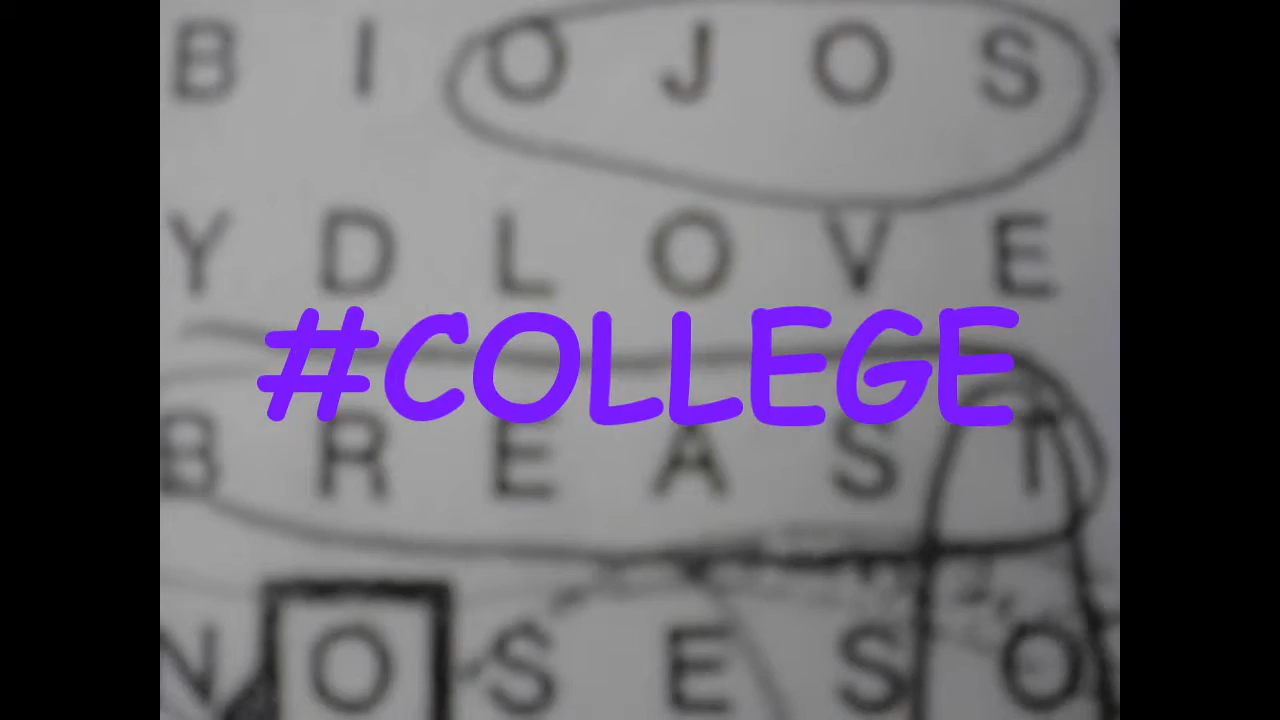 B I O J O S
Y D L O V E
#COLLEGE
B R E A S T
N O S E S O